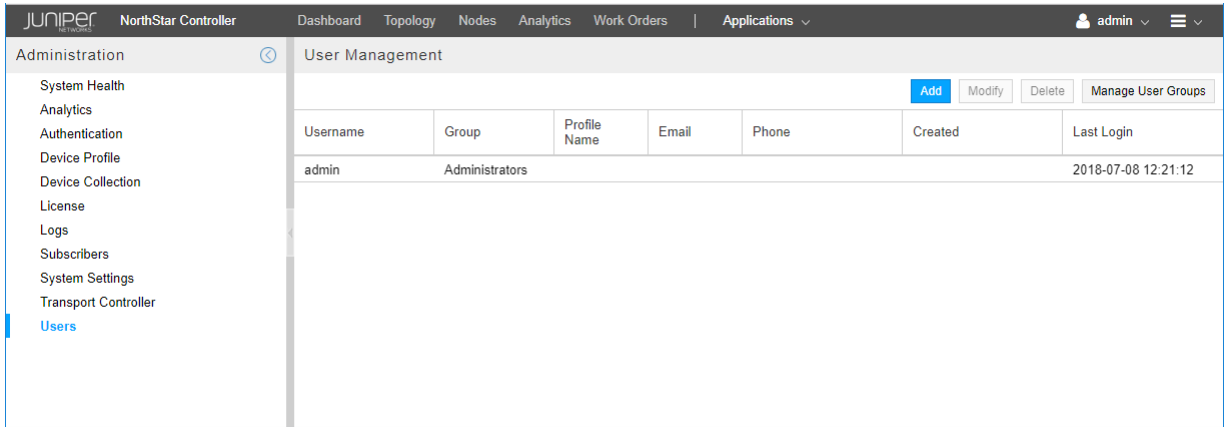 JUNIPER NETWORKS NorthStar Controller Dashboard Topology Nodes Analytics Work Orders | Applications admin
Administration
System Health
Analytics
Authentication
Device Profile
Device Collection
License
Logs
Subscribers
System Settings
Transport Controller
Users
User Management
Add Modify Delete Manage User Groups
Username Group Profile Name Email Phone Created Last Login
admin Administrators 2018-07-08 12:21:12